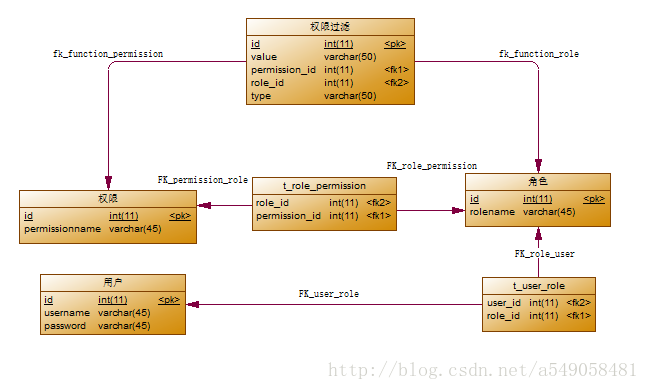 权限过滤
id int(11) <pk>
value varchar(50)
permission_id int(11) <fk1>
role_id int(11) <fk2>
type varchar(50)
fk_function_permission
fk_function_role
FK_permission_role
FK_role_permission
权限
id int(11) <pk>
permissionname varchar(45)
t_role_permission
role_id int(11) <fk2>
permission_id int(11) <fk1>
角色
id int(11) <pk>
rolename varchar(45)
FK_role_user
用户
id int(11) <pk>
username varchar(45)
password varchar(45)
FK_user_role
t_user_role
user_id int(11) <fk2>
role_id int(11) <fk1>
http://blog.csdn.net/a549058481